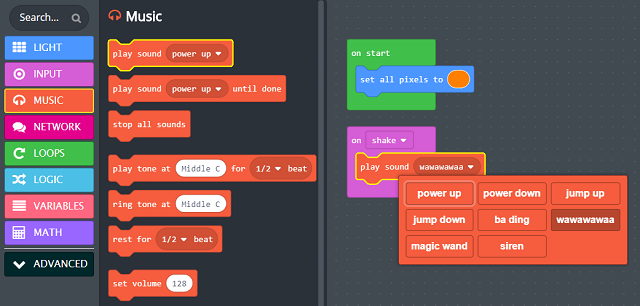 Search...
LIGHT
INPUT
MUSIC
NETWORK
LOOPS
LOGIC
VARIABLES
MATH
ADVANCED
Music
play sound power up
play sound power up until done
stop all sounds
play tone at Middle C for 1/2 beat
ring tone at Middle C
rest for 1/2 beat
set volume 128
on start
set all pixels to
on shake
play sound wawawawaa
power up power down jump up
jump down ba ding wawawawaa
magic wand siren